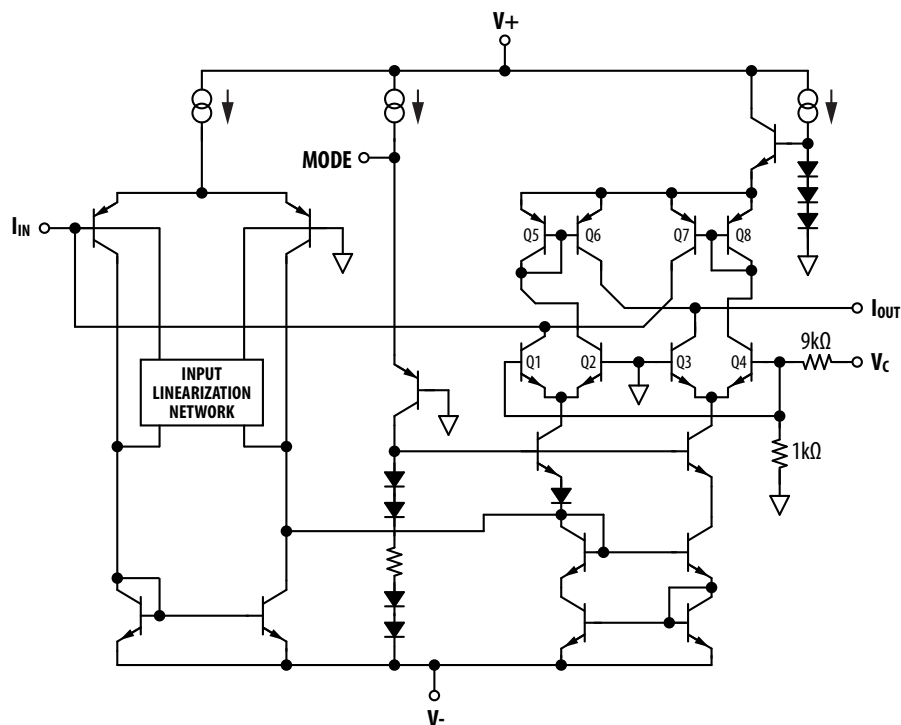 V+
MODE
I_IN
Q5
Q6
Q7
Q8
I_OUT
9kΩ
V_C
Q1
Q2
Q3
Q4
INPUT
LINEARIZATION
NETWORK
1kΩ
V-